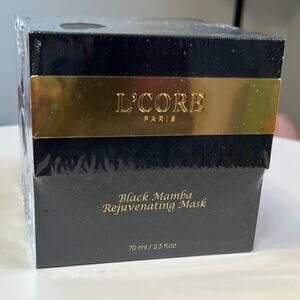 L'CORE
PARIS
Black Mamba
Rejuvenating Mask
70 ml / 2.3 fl oz